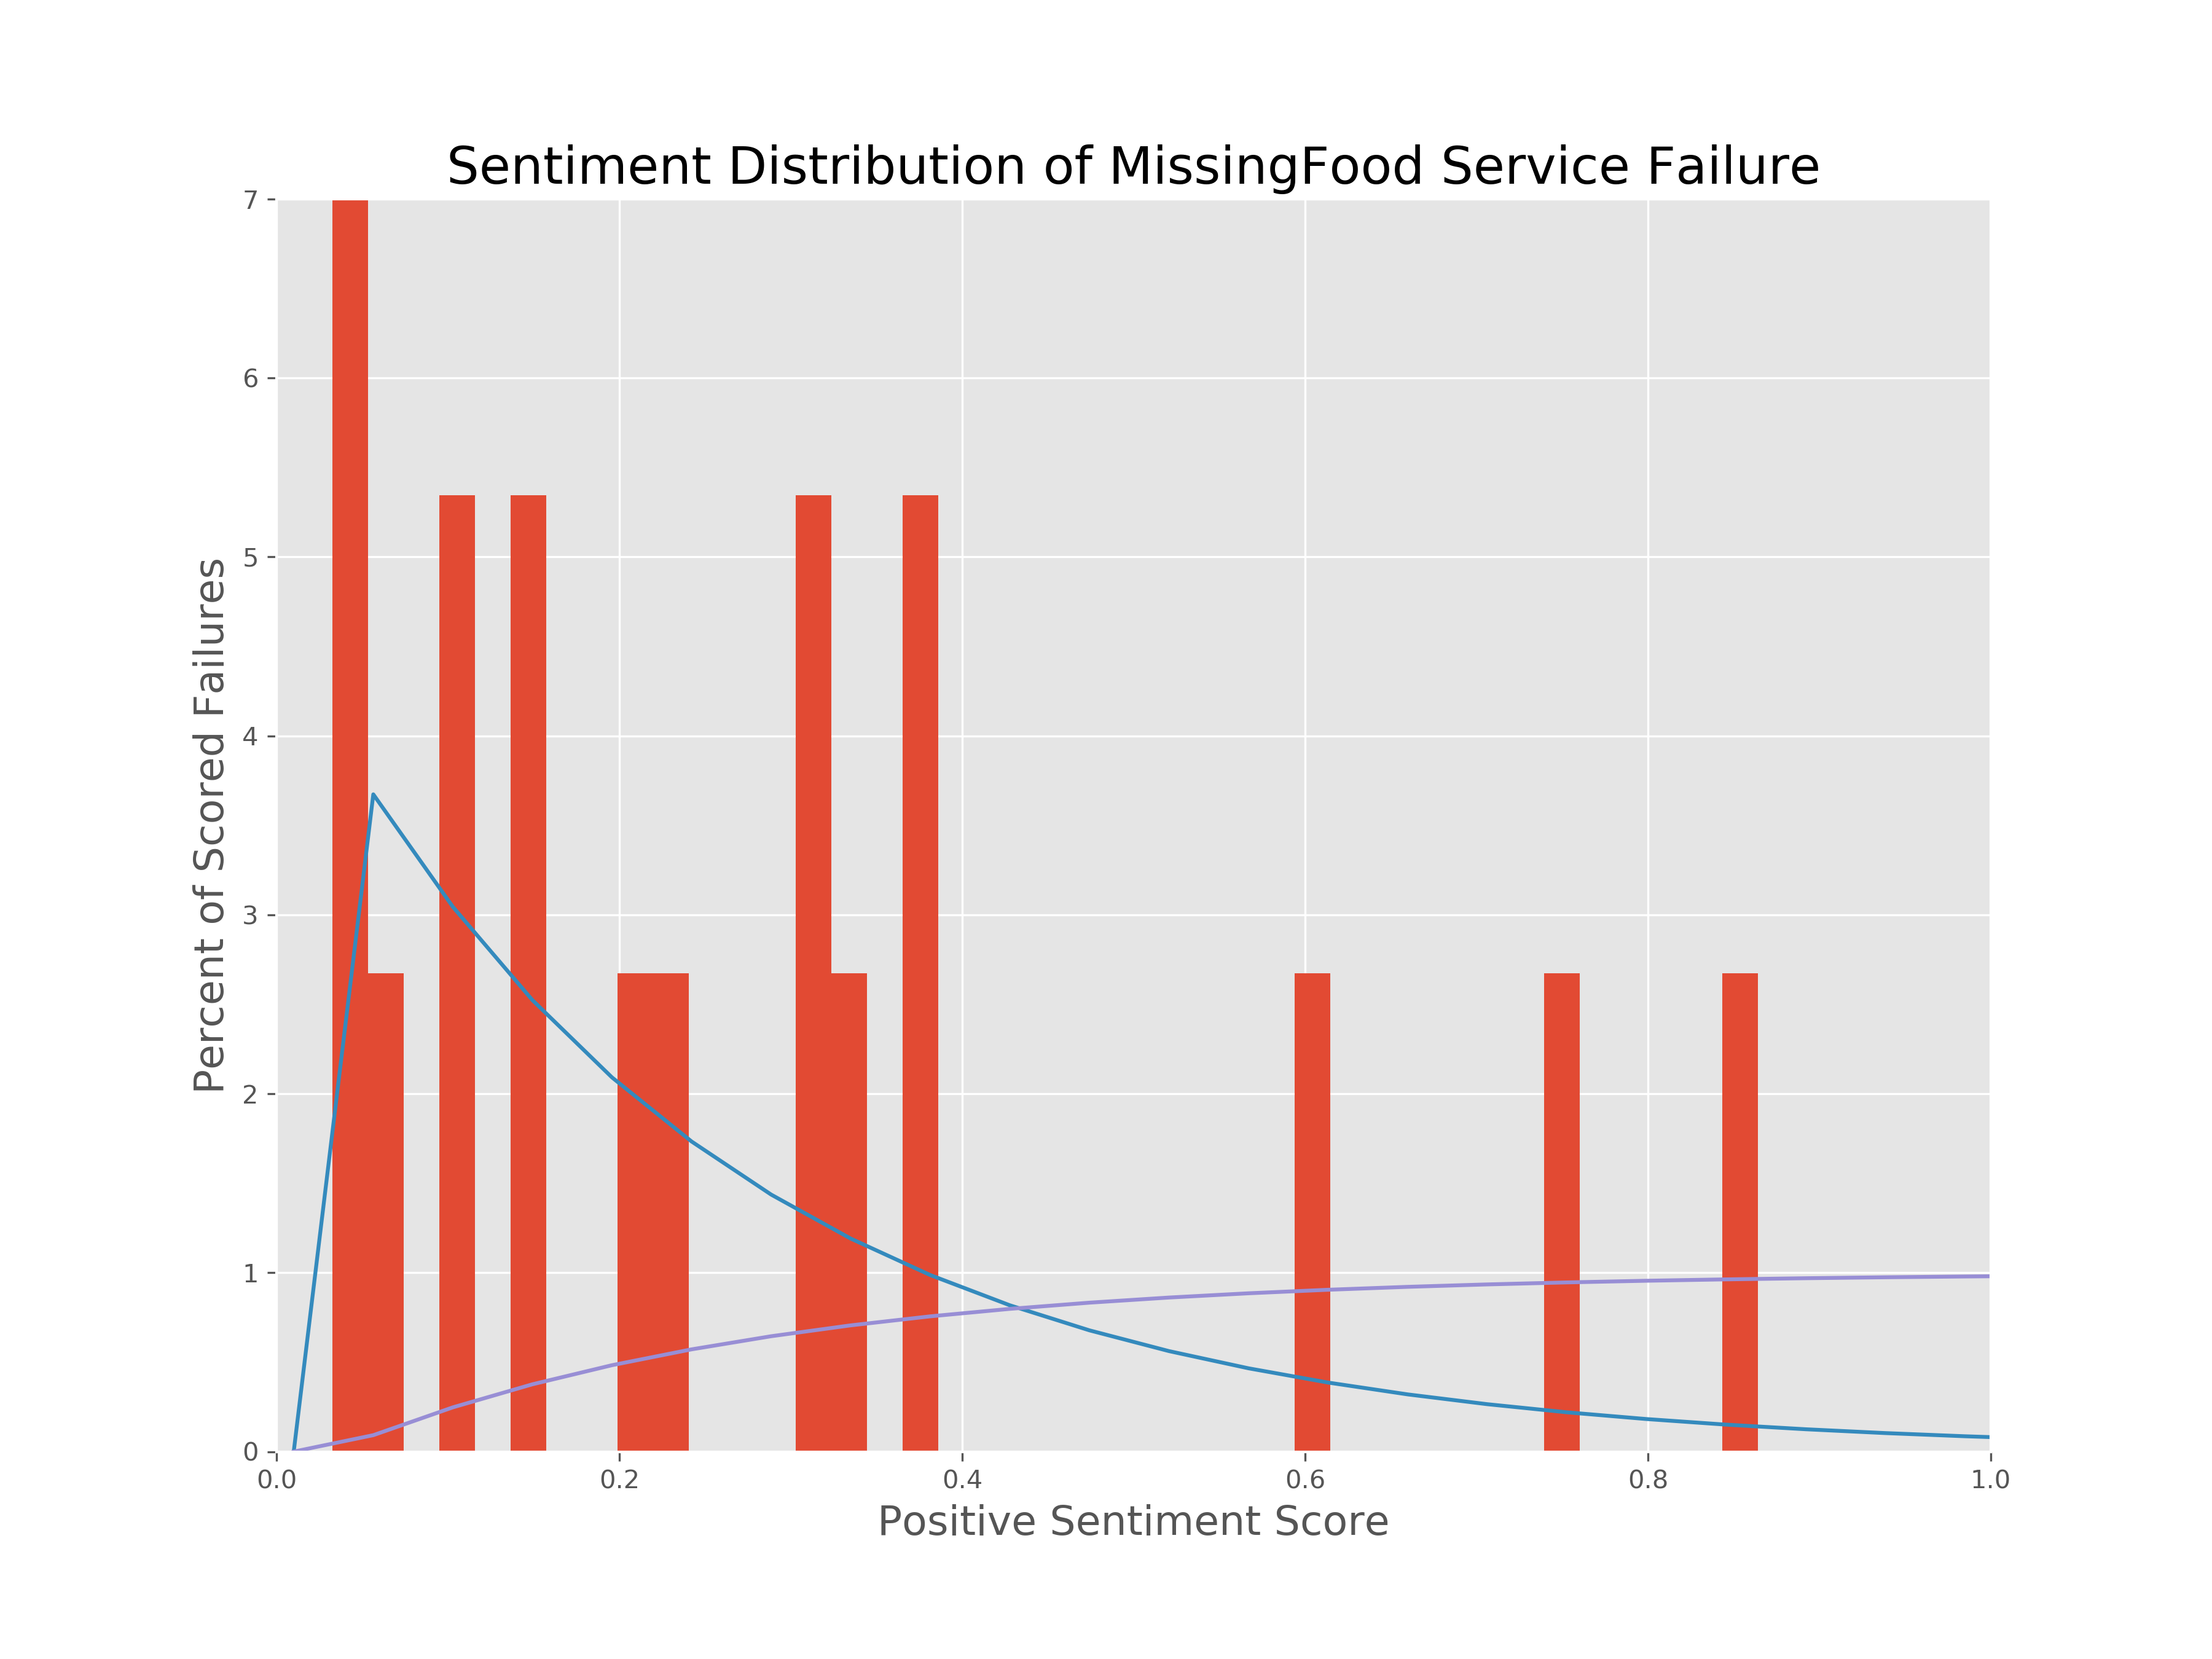 Sentiment Distribution of MissingFood Service Failure
7
6
5
4
3
2
1
0
Percent of Scored Failures
0.0 0.2 0.4 0.6 0.8 1.0
Positive Sentiment Score